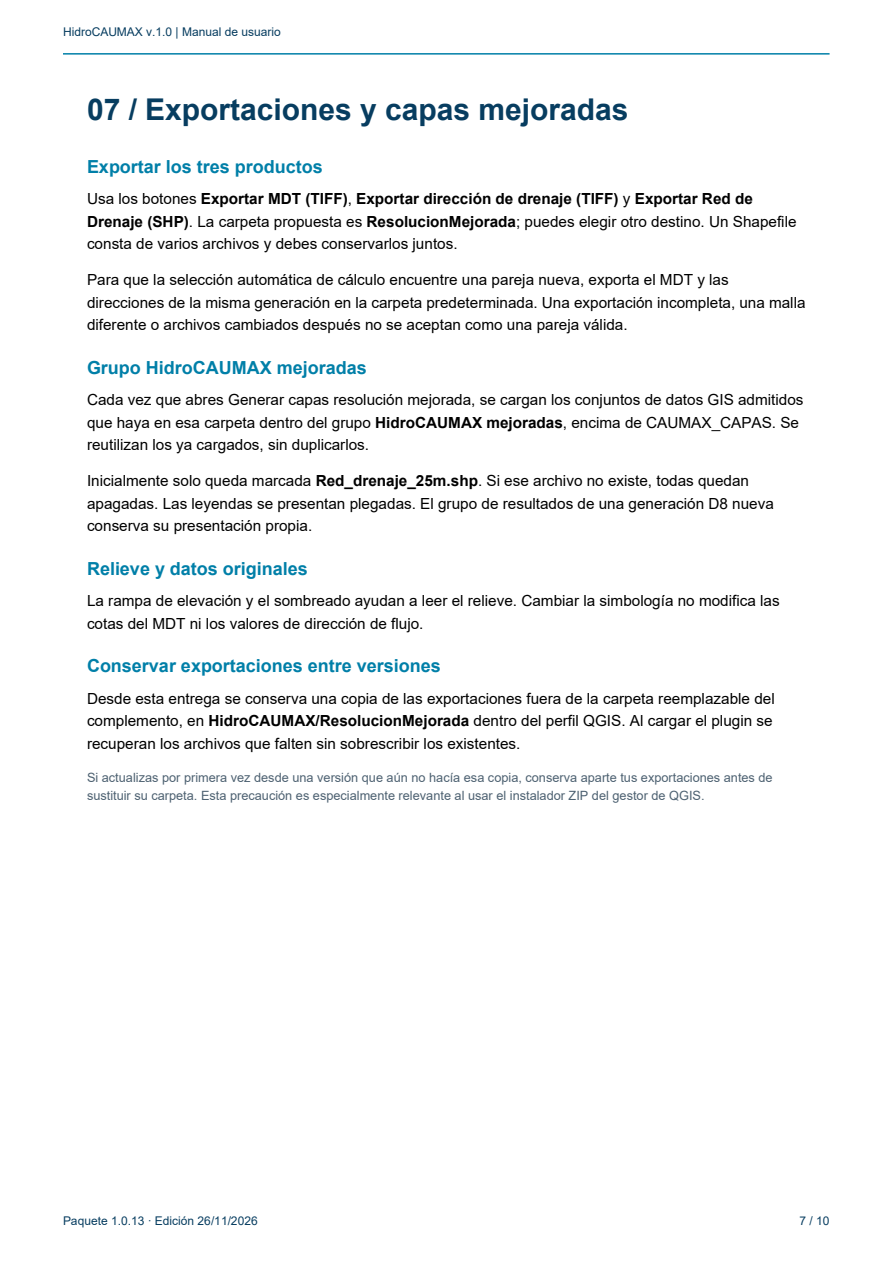 HidroCAUMAX v.1.0 | Manual de usuario
07 / Exportaciones y capas mejoradas
Exportar los tres productos
Usa los botones Exportar MDT (TIFF), Exportar dirección de drenaje (TIFF) y Exportar Red de
Drenaje (SHP). La carpeta propuesta es ResolucionMejorada; puedes elegir otro destino. Un Shapefile
consta de varios archivos y debes conservarlos juntos.
Para que la selección automática de cálculo encuentre una pareja nueva, exporta el MDT y las
direcciones de la misma generación en la carpeta predeterminada. Una exportación incompleta, una malla
diferente o archivos cambiados después no se aceptan como una pareja válida.
Grupo HidroCAUMAX mejoradas
Cada vez que abres Generar capas resolución mejorada, se cargan los conjuntos de datos GIS admitidos
que haya en esa carpeta dentro del grupo HidroCAUMAX mejoradas, encima de CAUMAX_CAPAS. Se
reutilizan los ya cargados, sin duplicarlos.
Inicialmente solo queda marcada Red_drenaje_25m.shp. Si ese archivo no existe, todas quedan
apagadas. Las leyendas se presentan plegadas. El grupo de resultados de una generación D8 nueva
conserva su presentación propia.
Relieve y datos originales
La rampa de elevación y el sombreado ayudan a leer el relieve. Cambiar la simbología no modifica las
cotas del MDT ni los valores de dirección de flujo.
Conservar exportaciones entre versiones
Desde esta entrega se conserva una copia de las exportaciones fuera de la carpeta reemplazable del
complemento, en HidroCAUMAX/ResolucionMejorada dentro del perfil QGIS. Al cargar el plugin se
recuperan los archivos que falten sin sobrescribir los existentes.
Si actualizas por primera vez desde una versión que aún no hacía esa copia, conserva aparte tus exportaciones antes de
sustituir su carpeta. Esta precaución es especialmente relevante al usar el instalador ZIP del gestor de QGIS.
Paquete 1.0.13 · Edición 26/11/2026
7 / 10